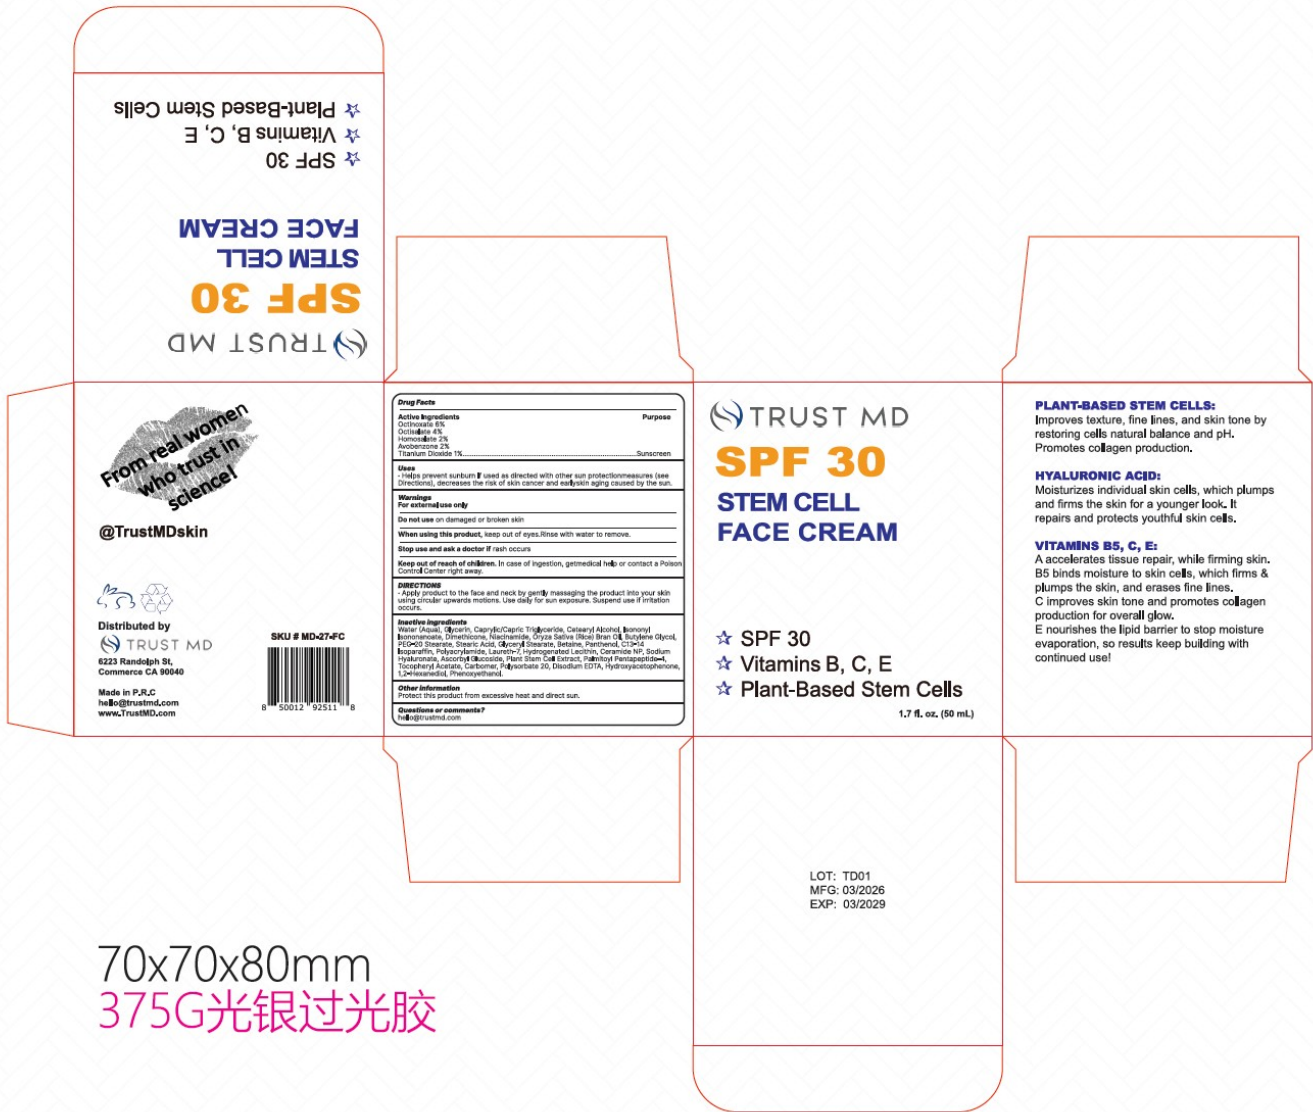 ☆ Plant-Based Stem Cells
☆ Vitamins B, C, E
☆ SPF 30
FACE CREAM
STEM CELL
SPF 30
TRUST MD
From real women
who trust in
science!
@TrustMDskin
Distributed by
TRUST MD
6223 Randolph St,
Commerce CA 90040
Made in P.R.C
hello@trustmd.com
www.TrustMD.com
SKU # MD-27-FC
8 50012 92511 8
Drug Facts
Active Ingredients Purpose
Octinoxate 6%
Octisalate 4%
Homosalate 2%
Avobenzone 2%
Titanium Dioxide 1%..........Sunscreen
Uses
- Helps prevent sunburn If used as directed with other sun protectionmeasures (see
Directions), decreases the risk of skin cancer and earlyskin aging caused by the sun.
Warnings
For external use only
Do not use on damaged or broken skin
When using this product, keep out of eyes.Rinse with water to remove.
Stop use and ask a doctor if rash occurs
Keep out of reach of children. In case of ingestion, getmedical help or contact a Poison
Control Center right away.
DIRECTIONS
- Apply product to the face and neck by gently massaging the product into your skin
using circular upwards motions. Use daily for sun exposure. Suspend use if irritation
occurs.
Inactive ingredients
Water (Aqua), Glycerin, Caprylic/Capric Triglyceride, Cetearyl Alcohol, Isononyl
Isononanoate, Dimethicone, Niacinamide, Oryza Sativa (Rice) Bran Oil, Butylene Glycol,
PEG-20 Stearate, Stearic Acid, Glyceryl Stearate, Betaine, Panthenol, C13-14
Isoparaffin, Polyacrylamide, Laureth-7, Hydrogenated Lecithin, Ceramide NP, Sodium
Hyaluronate, Ascorbyl Glucoside, Plant Stem Cell Extract, Palmitoyl Pentapeptide-4,
Tocopheryl Acetate, Carbomer, Polysorbate 20, Disodium EDTA, Hydroxyacetophenone,
1,2-Hexanediol, Phenoxyethanol.
Other information
Protect this product from excessive heat and direct sun.
Questions or comments?
hello@trustmd.com
TRUST MD
SPF 30
STEM CELL
FACE CREAM
☆ SPF 30
☆ Vitamins B, C, E
☆ Plant-Based Stem Cells
1.7 fl. oz. (50 mL)
PLANT-BASED STEM CELLS:
Improves texture, fine lines, and skin tone by
restoring cells natural balance and pH.
Promotes collagen production.
HYALURONIC ACID:
Moisturizes individual skin cells, which plumps
and firms the skin for a younger look. It
repairs and protects youthful skin cells.
VITAMINS B5, C, E:
A accelerates tissue repair, while firming skin.
B5 binds moisture to skin cells, which firms &
plumps the skin, and erases fine lines.
C improves skin tone and promotes collagen
production for overall glow.
E nourishes the lipid barrier to stop moisture
evaporation, so results keep building with
continued use!
LOT: TD01
MFG: 03/2026
EXP: 03/2029
70x70x80mm
375G光银过光胶